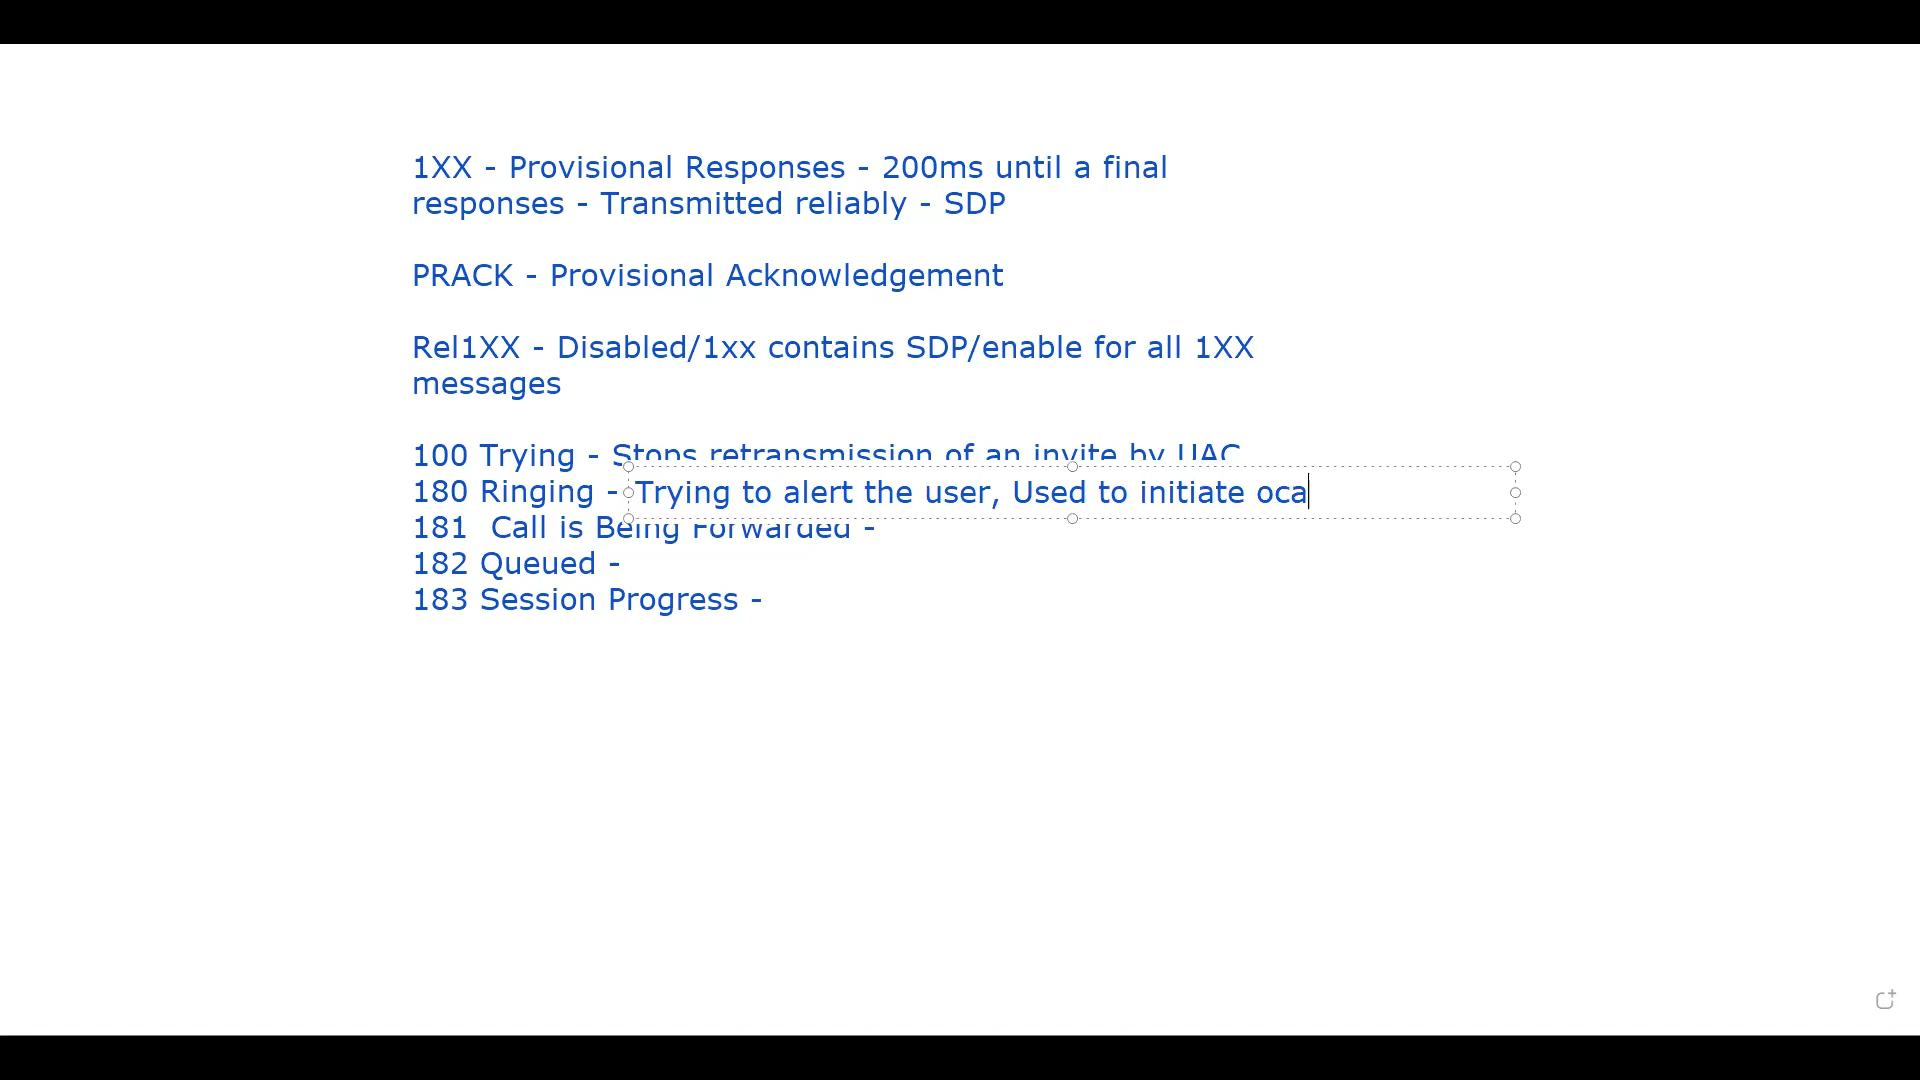 1XX - Provisional Responses - 200ms until a final
responses - Transmitted reliably - SDP
PRACK - Provisional Acknowledgement
Rel1XX - Disabled/1xx contains SDP/enable for all 1XX
messages
100 Trying - Stops retransmission of an invite by UAC
180 Ringing - Trying to alert the user, Used to initiate oca
181  Call is Being Forwarded -
182 Queued -
183 Session Progress -